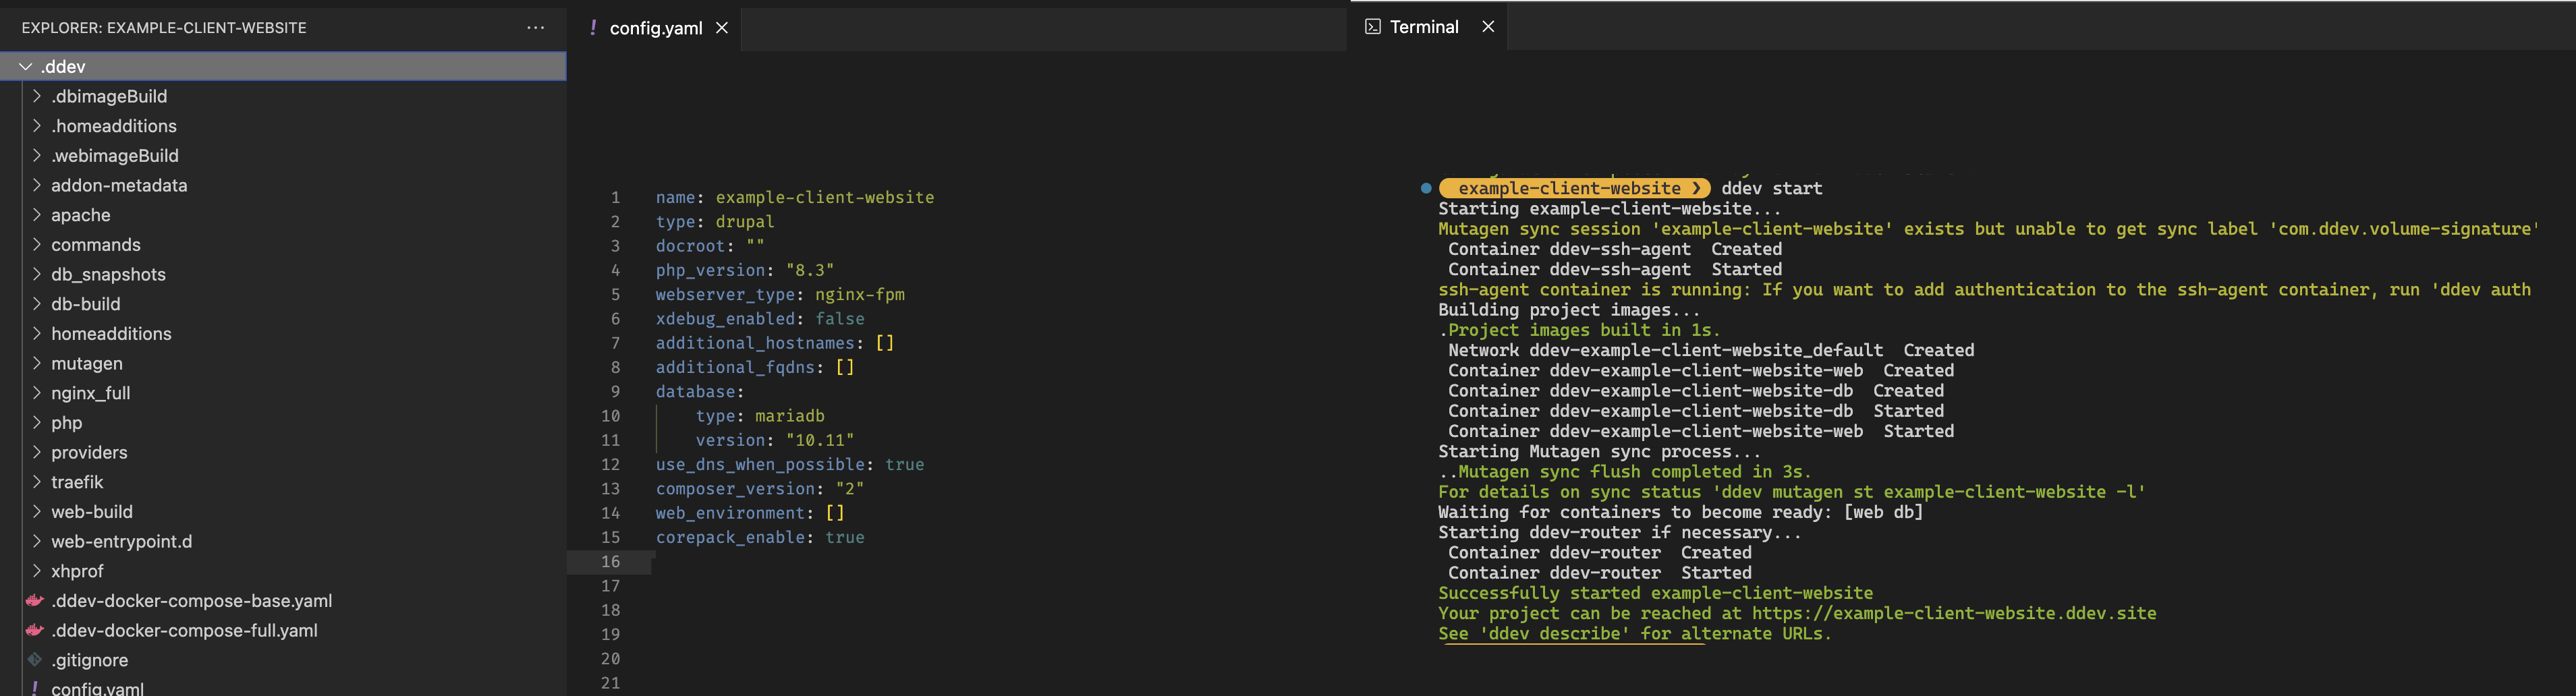 EXPLORER: EXAMPLE-CLIENT-WEBSITE
.ddev
.dbimageBuild
.homeadditions
.webimageBuild
addon-metadata
apache
commands
db_snapshots
db-build
homeadditions
mutagen
nginx_full
php
providers
traefik
web-build
web-entrypoint.d
xhprof
.ddev-docker-compose-base.yaml
.ddev-docker-compose-full.yaml
.gitignore
config.yaml
! config.yaml
1 name: example-client-website
2 type: drupal
3 docroot: ""
4 php_version: "8.3"
5 webserver_type: nginx-fpm
6 xdebug_enabled: false
7 additional_hostnames: []
8 additional_fqdns: []
9 database:
10 type: mariadb
11 version: "10.11"
12 use_dns_when_possible: true
13 composer_version: "2"
14 web_environment: []
15 corepack_enable: true
16
17
18
19
20
21
Terminal
example-client-website ❯ ddev start
Starting example-client-website...
Mutagen sync session 'example-client-website' exists but unable to get sync label 'com.ddev.volume-signature'
Container ddev-ssh-agent Created
Container ddev-ssh-agent Started
ssh-agent container is running: If you want to add authentication to the ssh-agent container, run 'ddev auth
Building project images...
.Project images built in 1s.
Network ddev-example-client-website_default Created
Container ddev-example-client-website-web Created
Container ddev-example-client-website-db Created
Container ddev-example-client-website-db Started
Container ddev-example-client-website-web Started
Starting Mutagen sync process...
..Mutagen sync flush completed in 3s.
For details on sync status 'ddev mutagen st example-client-website -l'
Waiting for containers to become ready: [web db]
Starting ddev-router if necessary...
Container ddev-router Created
Container ddev-router Started
Successfully started example-client-website
Your project can be reached at https://example-client-website.ddev.site
See 'ddev describe' for alternate URLs.